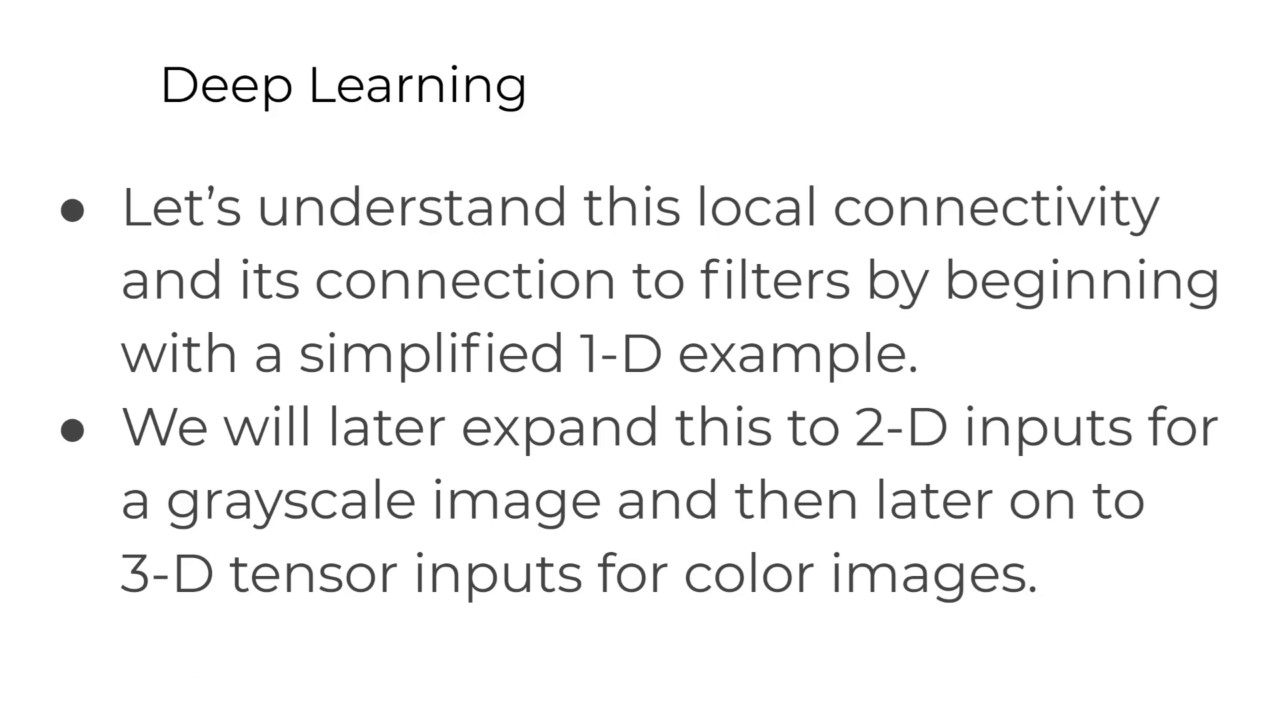 Deep Learning
● Let’s understand this local connectivity
and its connection to filters by beginning
with a simplified 1-D example.
● We will later expand this to 2-D inputs for
a grayscale image and then later on to
3-D tensor inputs for color images.